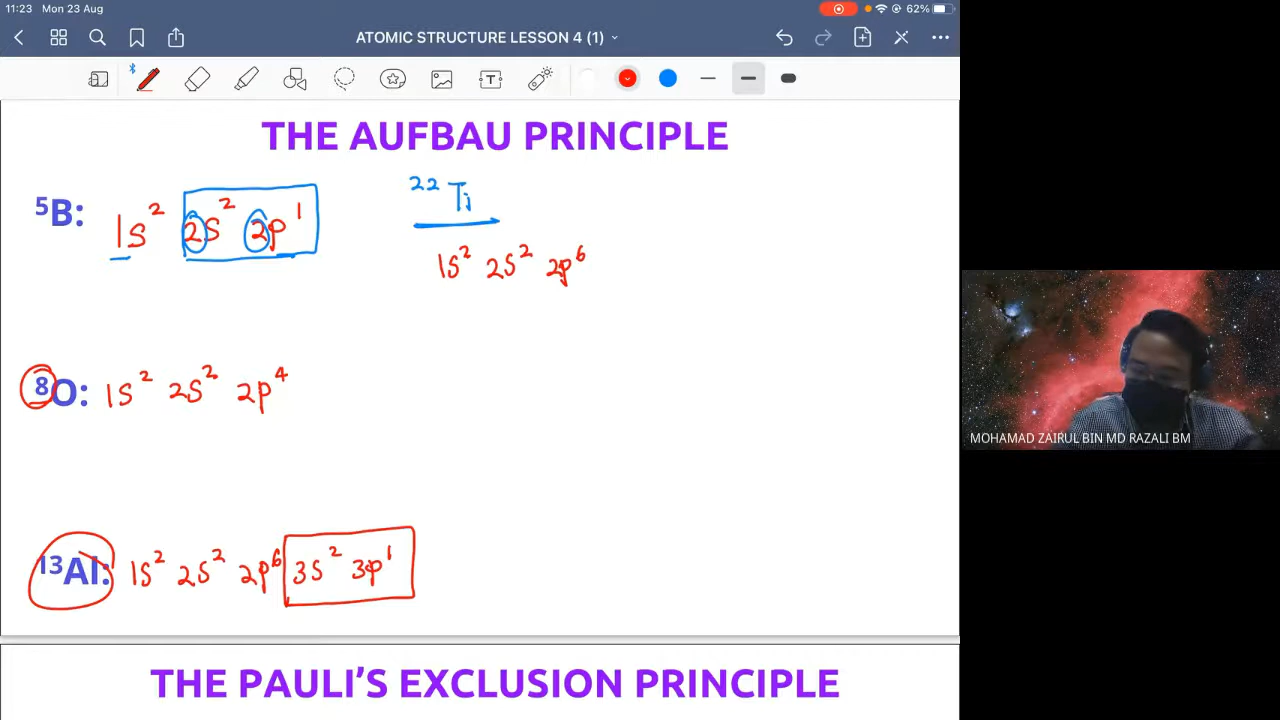 11:23 Mon 23 Aug 62%
ATOMIC STRUCTURE LESSON 4 (1)
THE AUFBAU PRINCIPLE
⁵B: 1s² 2s² 2p¹
²²Ti
1s² 2s² 2p⁶
⁸O: 1s² 2s² 2p⁴
¹³Al: 1s² 2s² 2p⁶ 3s² 3p¹
THE PAULI’S EXCLUSION PRINCIPLE
MOHAMAD ZAIRUL BIN MD RAZALI BM